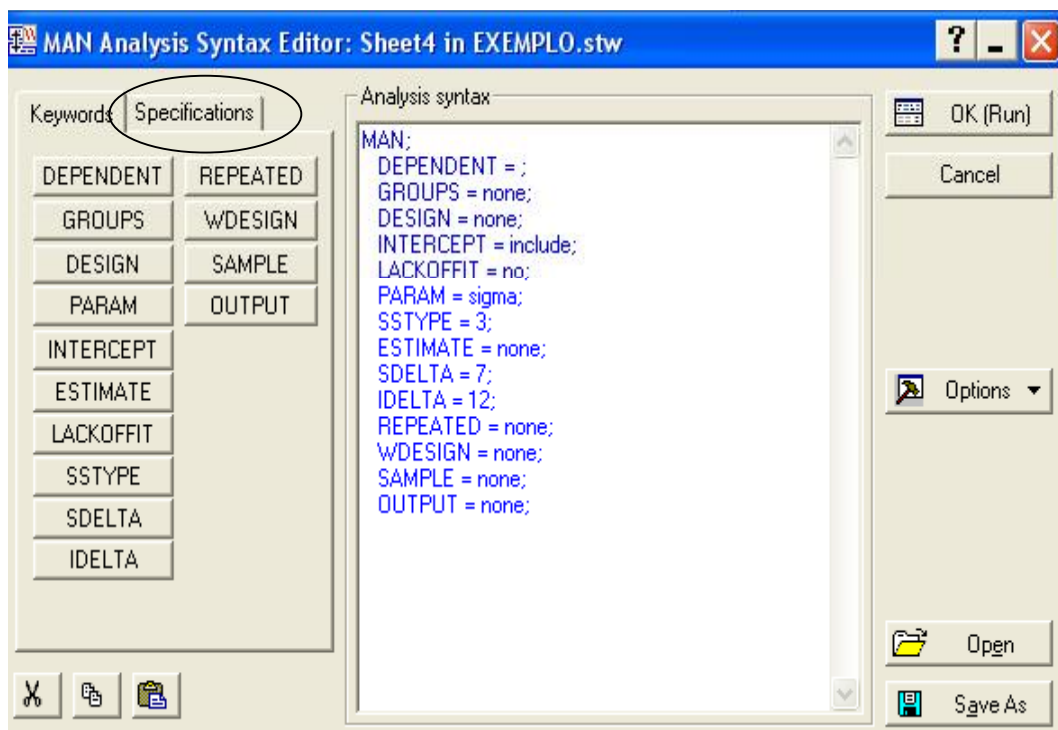 MAN Analysis Syntax Editor: Sheet4 in EXEMPLO.stw
Keywords
Specifications
DEPENDENT
REPEATED
GROUPS
WDESIGN
DESIGN
SAMPLE
PARAM
OUTPUT
INTERCEPT
ESTIMATE
LACKOFFIT
SSTYPE
SDELTA
IDELTA
Analysis syntax
MAN;
DEPENDENT = ;
GROUPS = none;
DESIGN = none;
INTERCEPT = include;
LACKOFFIT = no;
PARAM = sigma;
SSTYPE = 3;
ESTIMATE = none;
SDELTA = 7;
IDELTA = 12;
REPEATED = none;
WDESIGN = none;
SAMPLE = none;
OUTPUT = none;
OK (Run)
Cancel
Options
Open
Save As